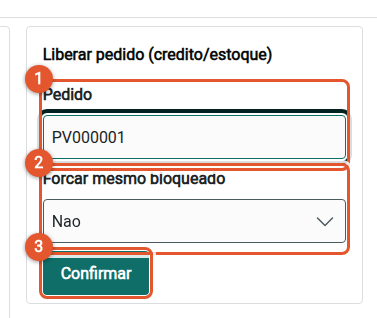 Liberar pedido (credito/estoque)
1
Pedido
PV000001
2
Forcar mesmo bloqueado
Nao
3
Confirmar